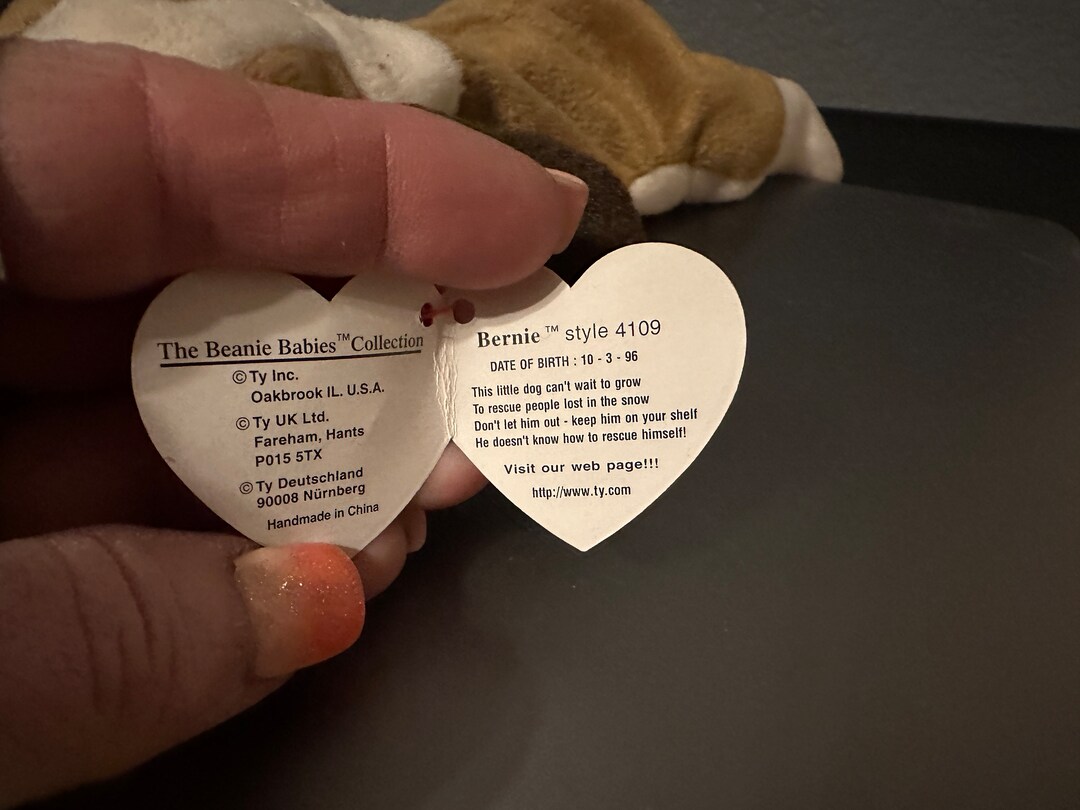 The Beanie Babies™Collection
© Ty Inc.
Oakbrook IL. U.S.A.
© Ty UK Ltd.
Fareham, Hants
P015 5TX
© Ty Deutschland
90008 Nürnberg
Handmade in China
Bernie™ style 4109
DATE OF BIRTH : 10 - 3 - 96
This little dog can't wait to grow
To rescue people lost in the snow
Don't let him out - keep him on your shelf
He doesn't know how to rescue himself!
Visit our web page!!!
http://www.ty.com